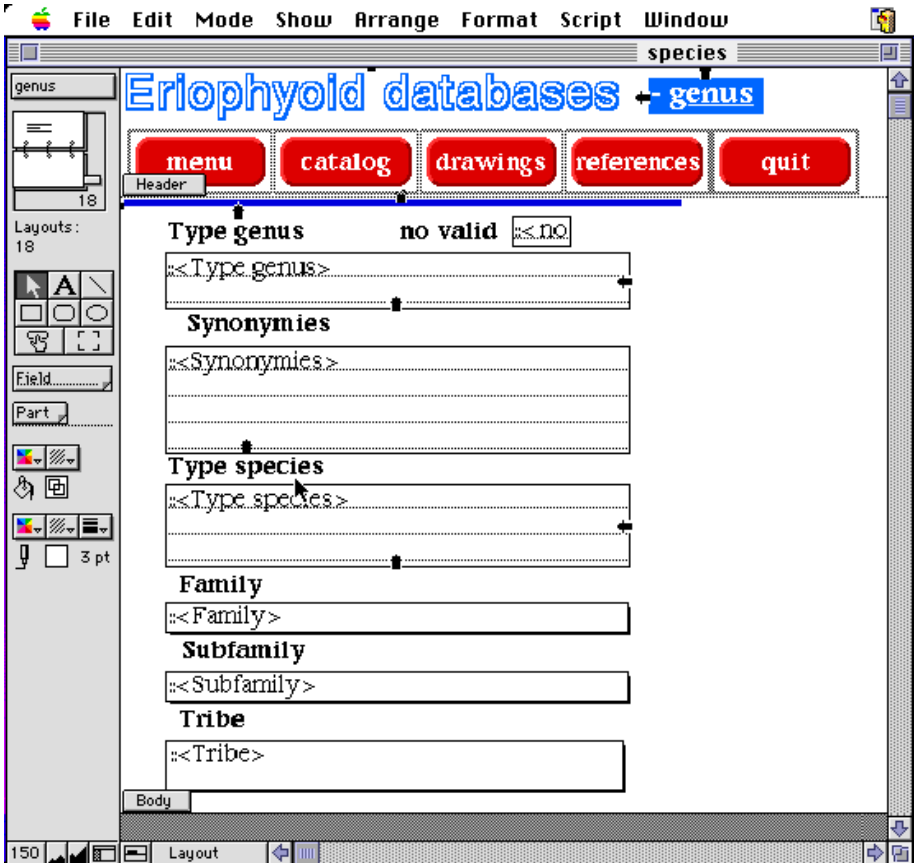 File Edit Mode Show Arrange Format Script Window
species
genus
Eriophyoid databases - genus
menu catalog drawings references quit
Header
18
Layouts:
18
Type genus no valid ::<no
::<Type genus>
Synonymies
::<Synonymies>
A
Field
Part
Type species
::<Type species>
3 pt
Family
::<Family>
Subfamily
::<Subfamily>
Tribe
::<Tribe>
Body
150 Layout